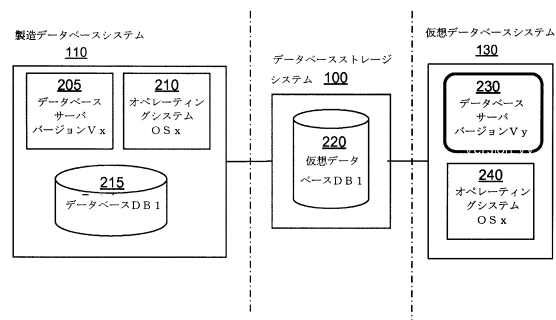 製造データベースシステム
110
205
データベース
サーバ
バージョンVx
210
オペレーティン
グシステム
OSx
215
データベースDB1
データベースストレージ
システム 100
220
仮想データ
ベースDB1
仮想データベースシステム
130
230
データベース
サーバ
バージョンVy
240
オペレーティン
グシステム
OSx